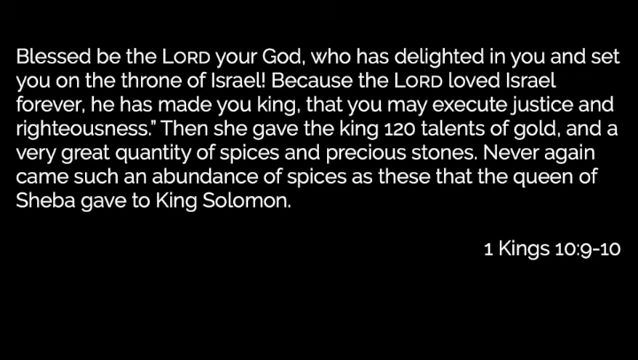 Blessed be the LORD your God, who has delighted in you and set
you on the throne of Israel! Because the LORD loved Israel
forever, he has made you king, that you may execute justice and
righteousness.” Then she gave the king 120 talents of gold, and a
very great quantity of spices and precious stones. Never again
came such an abundance of spices as these that the queen of
Sheba gave to King Solomon.
1 Kings 10:9-10